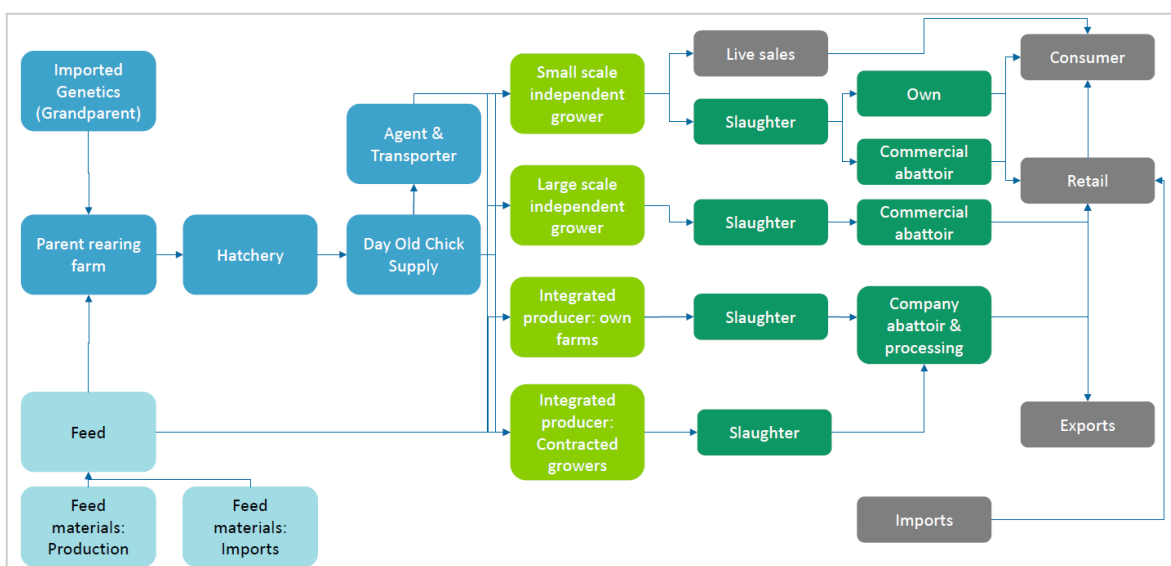 Imported
Genetics
(Grandparent)
Parent rearing
farm
Hatchery
Agent &
Transporter
Day Old Chick
Supply
Feed
Feed
materials:
Production
Feed
materials:
Imports
Small scale
independent
grower
Large scale
independent
grower
Integrated
producer: own
farms
Integrated
producer:
Contracted
growers
Live sales
Slaughter
Slaughter
Slaughter
Slaughter
Own
Commercial
abattoir
Commercial
abattoir
Company
abattoir &
processing
Consumer
Retail
Exports
Imports